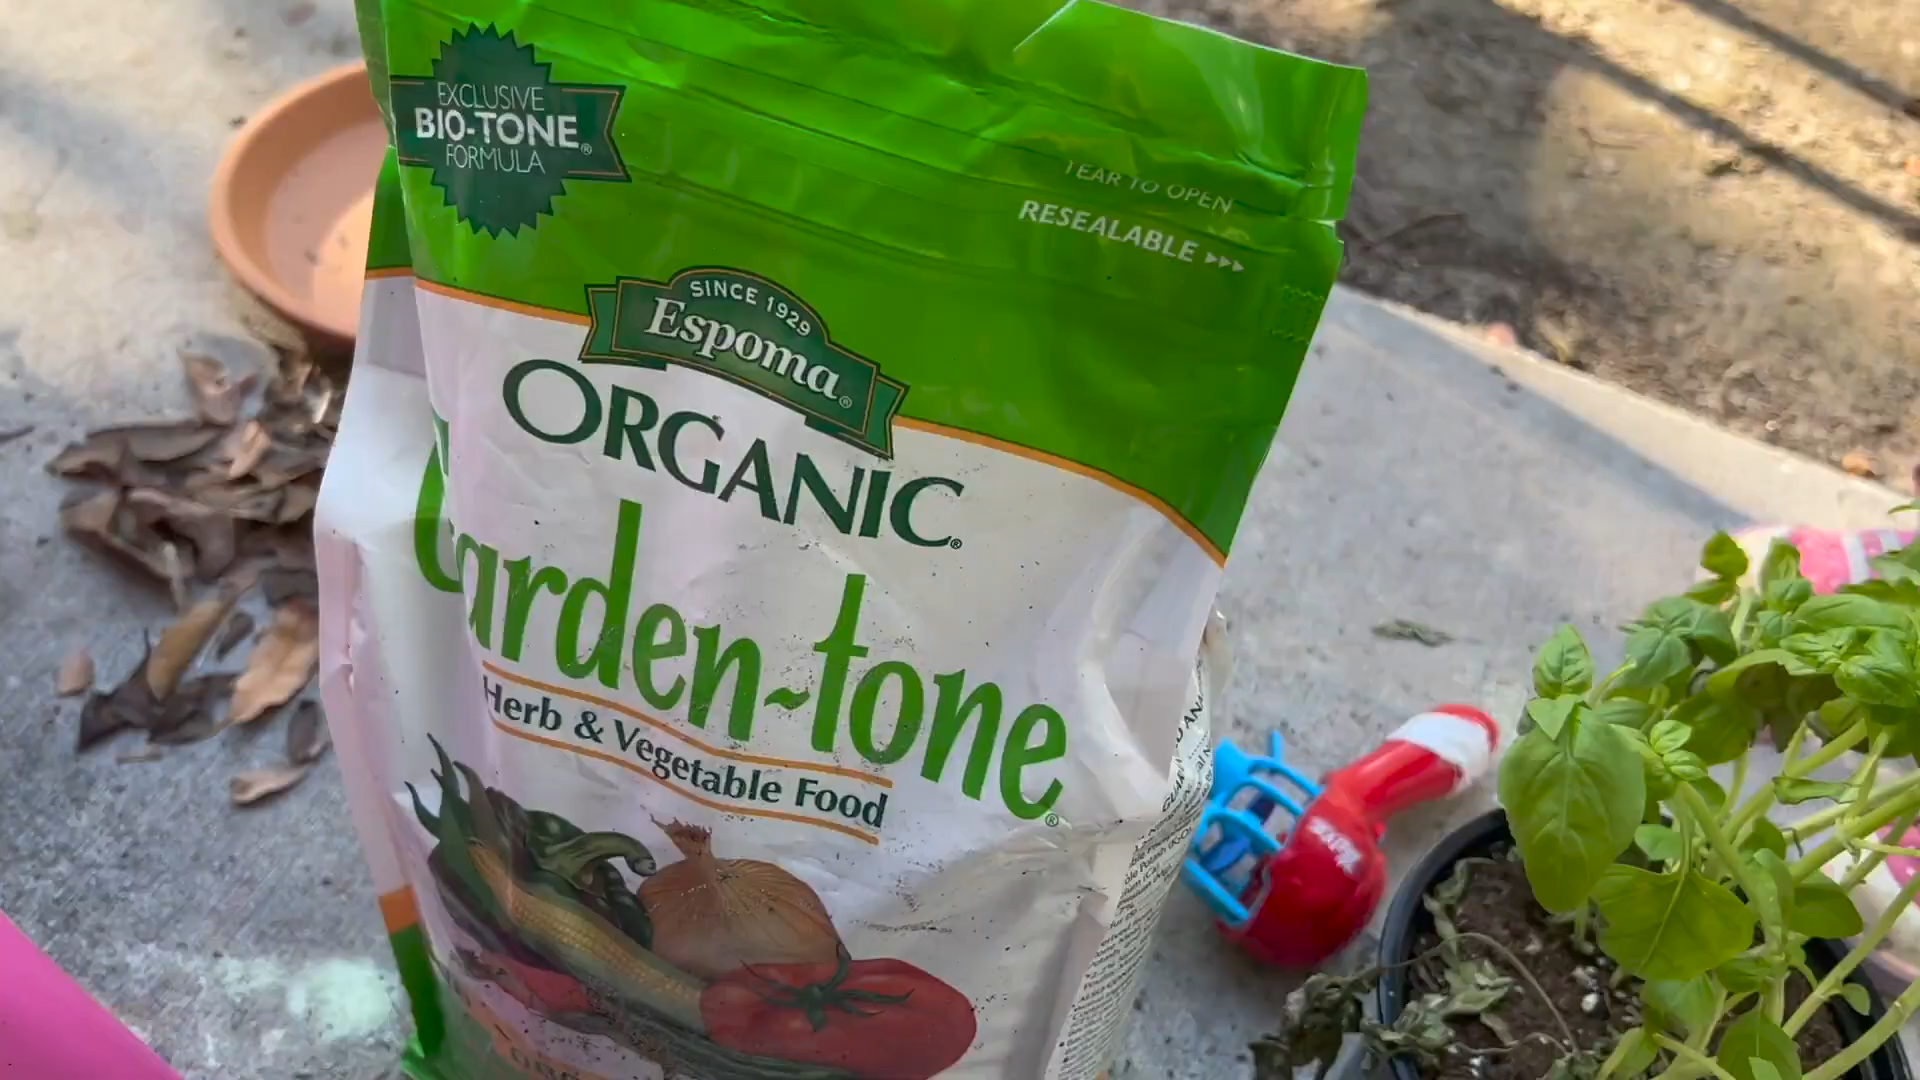 EXCLUSIVE
BIO-TONE®
FORMULA
TEAR TO OPEN
RESEALABLE
SINCE 1929
Espoma®
ORGANIC®
Garden-tone®
Herb & Vegetable Food